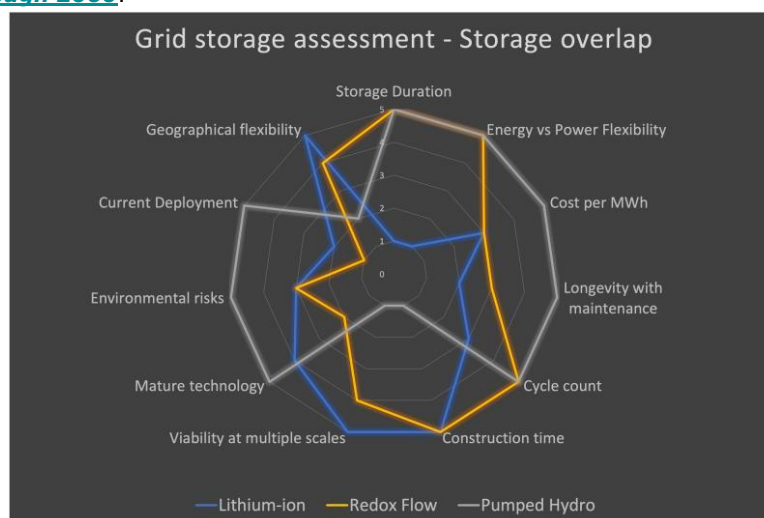 Grid storage assessment - Storage overlap
Storage Duration
Geographical flexibility
Energy vs Power Flexibility
Current Deployment
Cost per MWh
Environmental risks
Longevity with
maintenance
Mature technology
Cycle count
Viability at multiple scales
Construction time
5
4
3
2
1
0
Lithium-ion
Redox Flow
Pumped Hydro